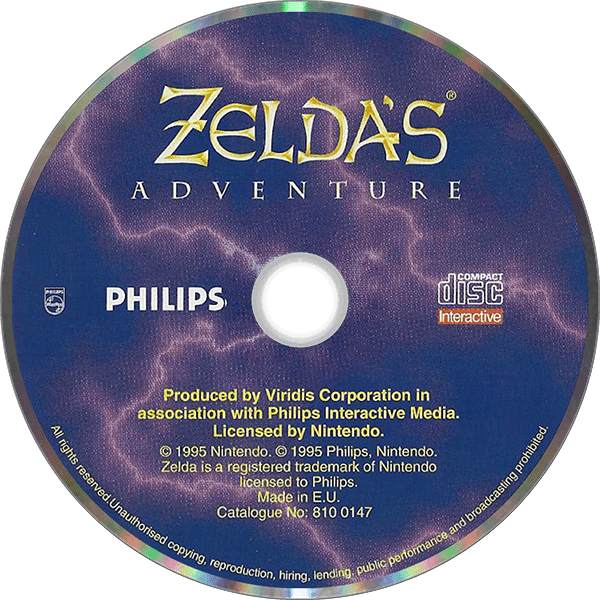 ZELDA'S®
ADVENTURE
PHILIPS
PHILIPS
COMPACT
disc
Interactive
Produced by Viridis Corporation in
association with Philips Interactive Media.
Licensed by Nintendo.
© 1995 Nintendo. © 1995 Philips, Nintendo.
Zelda is a registered trademark of Nintendo
licensed to Philips.
Made in E.U.
Catalogue No: 810 0147
All rights reserved.Unauthorised copying, reproduction, hiring, lending, public performance and broadcasting prohibited.